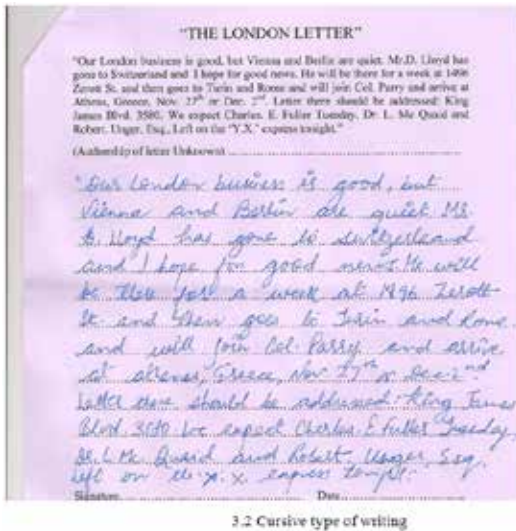 "THE LONDON LETTER"
"Our London business is good, but Vienna and Berlin are quiet. Mr.D. Lloyd has
gone to Switzerland and I hope for good news. He will be there for a week at 1496
Zerott St. and then goes to Turin and Rome and will join Col. Parry and arrive at
Athens, Greece, Nov. 27th or Dec. 2nd. Letter there should be addressed: King
James Blvd. 3580. We expect Charles. E. Fuller Tuesday. Dr. L. Mc Quaid and
Robert. Unger, Esq., Left on the "Y.X." express tonight."
(Authorship of letter Unknown)
"Our London business is good, but
Vienna and Berlin are quiet Mr
D. Lloyd has gone to switzerleand
and I hope for good news. He will
be there for a week at 1496 Zerott
St and then goes to Turin and Rome
and will join Col. Parry and arrive
at Greece, Nov 27th or Dec-2nd
Letter there should be addressed King James
Blvd 3580 We expect Charles. E Fuller Tuesday
Dr. L Mc Quard and Robert Unger, Esq,
left on the y. x. express
Signature Date
3.2 Cursive type of writing